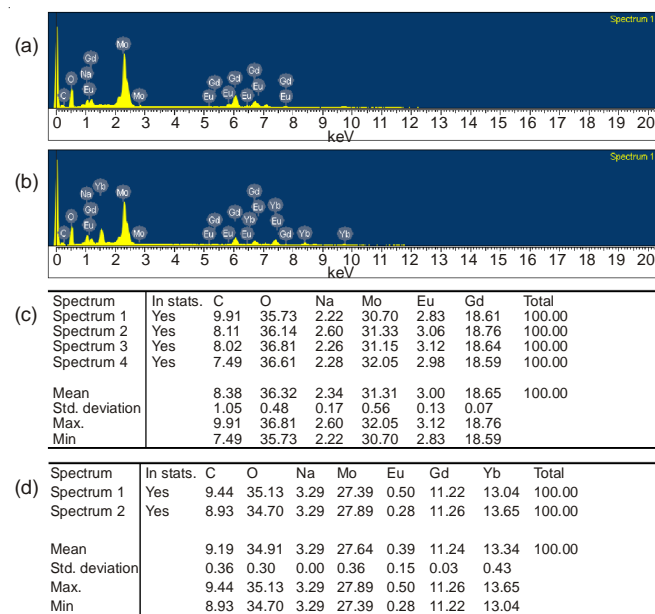 (a)
Spectrum 1
Gd Mo Gd
Na O Gd Gd Eu Gd
C Eu Mo Eu Eu Eu Eu
0 1 2 3 4 5 6 7 8 9 10 11 12 13 14 15 16 17 18 19 20
keV
(b)
Spectrum 1
Gd
Na Yb Mo Eu Yb
O Gd Gd Gd Yb Eu
C Eu Mo Eu Eu Eu Gd Yb Yb
0 1 2 3 4 5 6 7 8 9 10 11 12 13 14 15 16 17 18 19 20
keV
(c)
Spectrum In stats. C O Na Mo Eu Gd Total
Spectrum 1 Yes 9.91 35.73 2.22 30.70 2.83 18.61 100.00
Spectrum 2 Yes 8.11 36.14 2.60 31.33 3.06 18.76 100.00
Spectrum 3 Yes 8.02 36.81 2.26 31.15 3.12 18.64 100.00
Spectrum 4 Yes 7.49 36.61 2.28 32.05 2.98 18.59 100.00
Mean 8.38 36.32 2.34 31.31 3.00 18.65 100.00
Std. deviation 1.05 0.48 0.17 0.56 0.13 0.07
Max. 9.91 36.81 2.60 32.05 3.12 18.76
Min 7.49 35.73 2.22 30.70 2.83 18.59
(d)
Spectrum In stats. C O Na Mo Eu Gd Yb Total
Spectrum 1 Yes 9.44 35.13 3.29 27.39 0.50 11.22 13.04 100.00
Spectrum 2 Yes 8.93 34.70 3.29 27.89 0.28 11.26 13.65 100.00
Mean 9.19 34.91 3.29 27.64 0.39 11.24 13.34 100.00
Std. deviation 0.36 0.30 0.00 0.36 0.15 0.03 0.43
Max. 9.44 35.13 3.29 27.89 0.50 11.26 13.65
Min 8.93 34.70 3.29 27.39 0.28 11.22 13.04